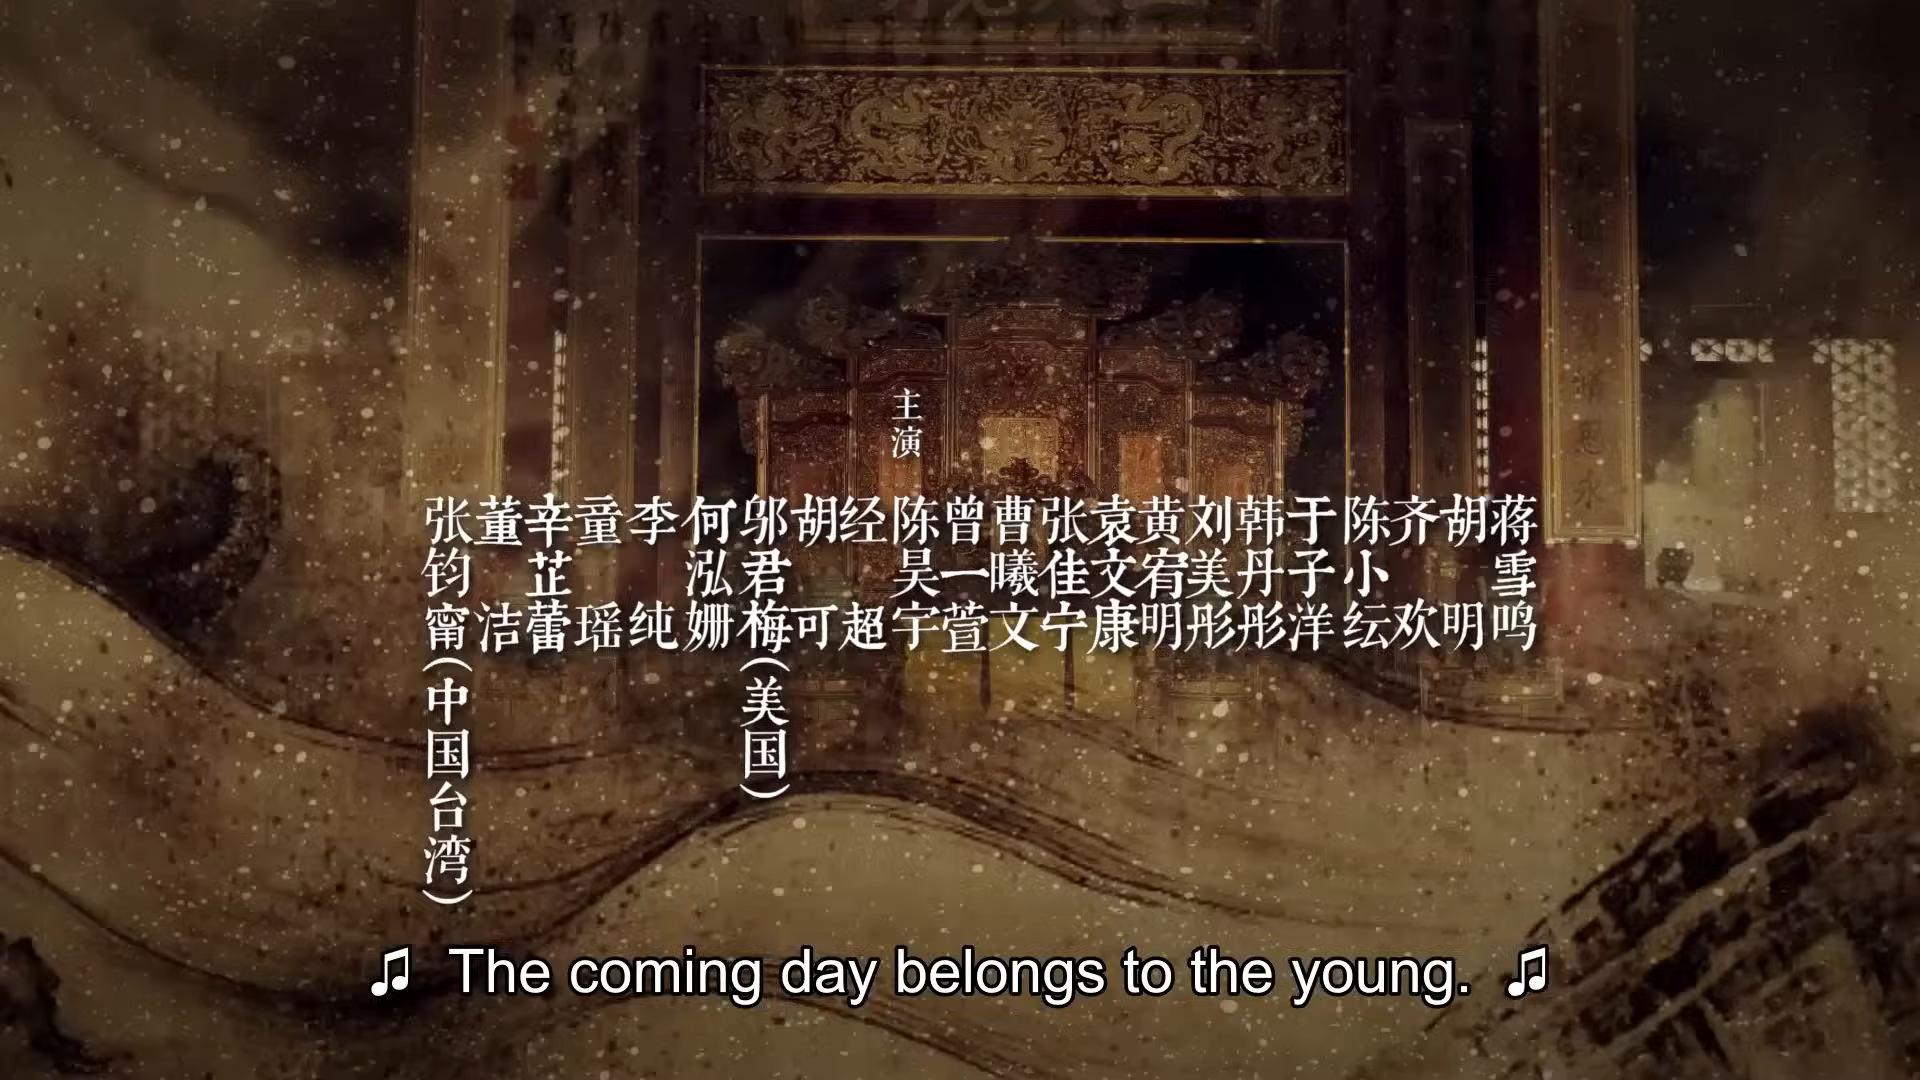 主演
张钧甯(中国台湾)
董洁
辛芷蕾
童瑶
李纯
何泓姗
邬君梅(美国)
胡可
经超
陈昊宇
曾一萱
曹曦文
张佳宁
袁文康
黄宥明
刘美彤
韩丹彤
于子洋
陈小纭
齐欢
胡明
蒋雪鸣
♫ The coming day belongs to the young. ♫